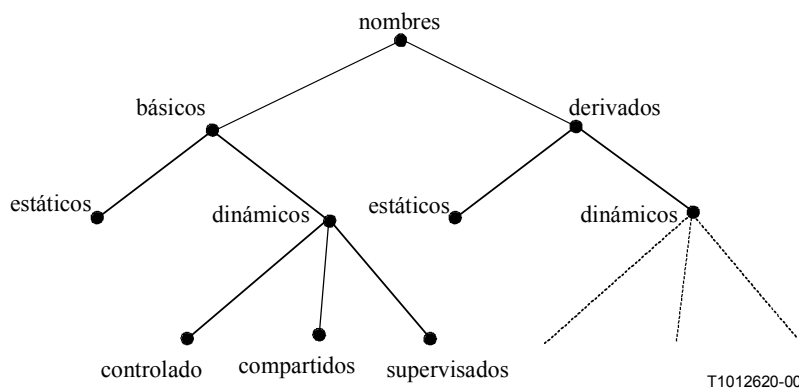 nombres
básicos
derivados
estáticos
dinámicos
estáticos
dinámicos
controlado
compartidos
supervisados
T1012620-00